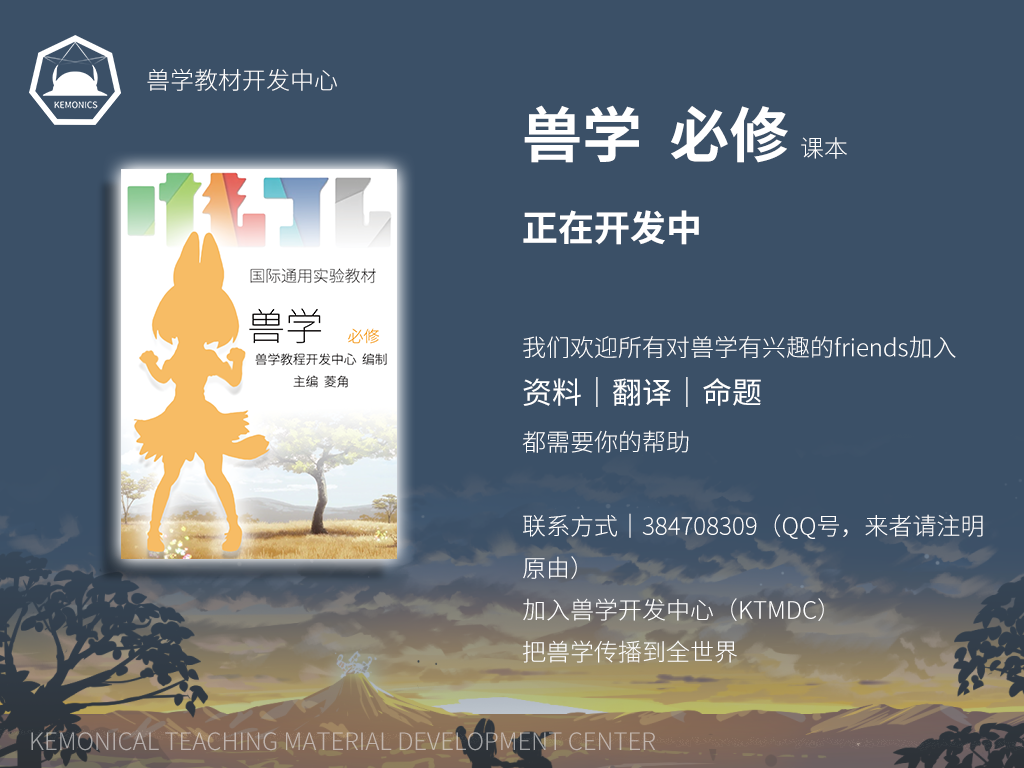 KEMONICS
兽学教材开发中心
兽学 必修 课本
正在开发中
国际通用实验教材
兽学 必修
兽学教程开发中心 编制
主编 菱角
我们欢迎所有对兽学有兴趣的friends加入
资料｜翻译｜命题
都需要你的帮助
联系方式｜384708309（QQ号，来者请注明
原由）
加入兽学开发中心（KTMDC）
把兽学传播到全世界
KEMONICAL TEACHING MATERIAL DEVELOPMENT CENTER